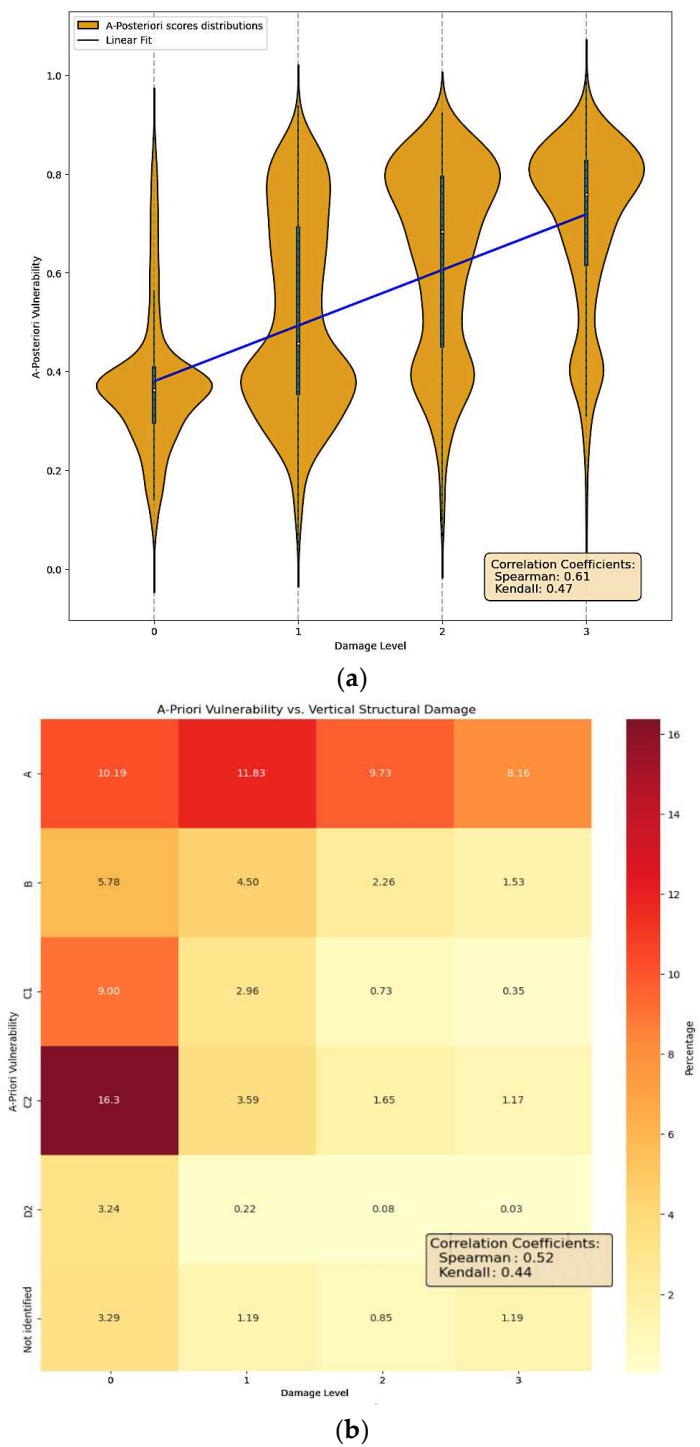 A-Posteriori scores distributions
Linear Fit
1.0
0.8
0.6
0.4
0.2
0.0
A-Posteriori Vulnerability
Correlation Coefficients:
Spearman: 0.61
Kendall: 0.47
0 1 2 3
Damage Level
(a)
A-Priori Vulnerability vs. Vertical Structural Damage
A 10.19 11.83 9.73 8.16
B 5.78 4.50 2.26 1.53
C1 9.00 2.96 0.73 0.35
C2 16.3 3.59 1.65 1.17
D2 3.24 0.22 0.08 0.03
Correlation Coefficients:
Spearman: 0.52
Kendall: 0.44
Not identified 3.29 1.19 0.85 1.19
A-Priori Vulnerability
0 1 2 3
Damage Level
16
14
12
10
8
6
4
2
Percentage
(b)